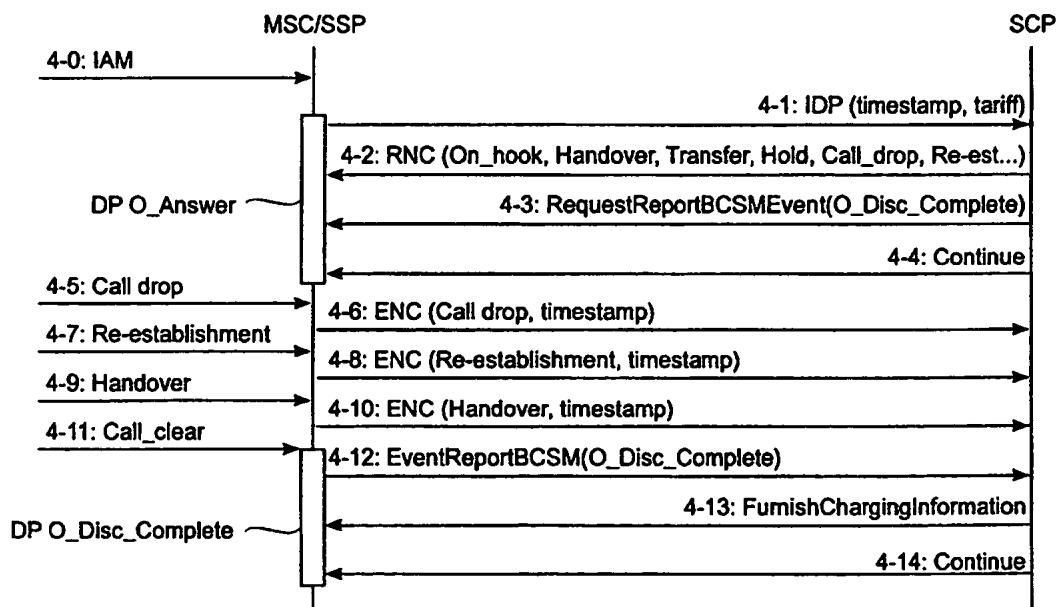 MSC/SSP
SCP
4-0: IAM
4-1: IDP (timestamp, tariff)
4-2: RNC (On_hook, Handover, Transfer, Hold, Call_drop, Re-est...)
DP O_Answer
4-3: RequestReportBCSMEvent(O_Disc_Complete)
4-4: Continue
4-5: Call drop
4-6: ENC (Call drop, timestamp)
4-7: Re-establishment
4-8: ENC (Re-establishment, timestamp)
4-9: Handover
4-10: ENC (Handover, timestamp)
4-11: Call_clear
4-12: EventReportBCSM(O_Disc_Complete)
4-13: FurnishChargingInformation
DP O_Disc_Complete
4-14: Continue